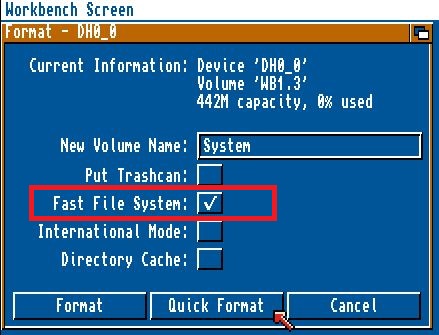 Workbench Screen
Format - DH0_0
Current Information: Device 'DH0_0'
Volume 'WB1.3'
442M capacity, 0% used
New Volume Name: System
Put Trashcan:
Fast File System: ✓
International Mode:
Directory Cache:
Format Quick Format Cancel